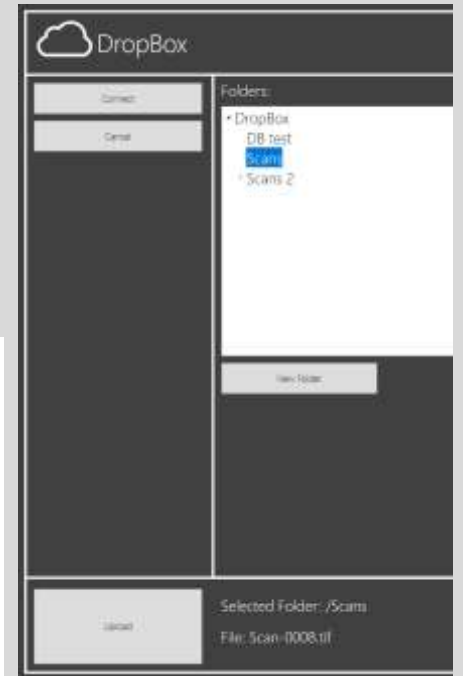 DropBox
Connect
Cancel
Folders:
DropBox
DB test
Scans
Scans 2
New Folder
Upload
Selected Folder: /Scans
File: Scan-0008.tif